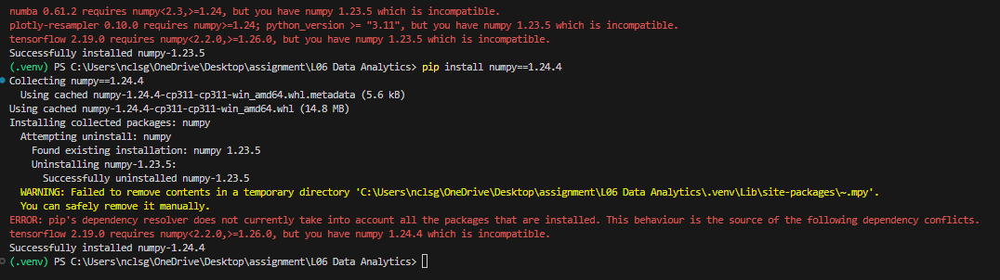 numba 0.61.2 requires numpy<2.3,>=1.24, but you have numpy 1.23.5 which is incompatible.
plotly-resampler 0.10.0 requires numpy>=1.24; python_version >= "3.11", but you have numpy 1.23.5 which is incompatible.
tensorflow 2.19.0 requires numpy<2.2.0,>=1.26.0, but you have numpy 1.23.5 which is incompatible.
Successfully installed numpy-1.23.5
(.venv) PS C:\Users\nclsg\OneDrive\Desktop\assignment\L06 Data Analytics> pip install numpy==1.24.4
Collecting numpy==1.24.4
  Using cached numpy-1.24.4-cp311-cp311-win_amd64.whl.metadata (5.6 kB)
Using cached numpy-1.24.4-cp311-cp311-win_amd64.whl (14.8 MB)
Installing collected packages: numpy
  Attempting uninstall: numpy
    Found existing installation: numpy 1.23.5
    Uninstalling numpy-1.23.5:
      Successfully uninstalled numpy-1.23.5
  WARNING: Failed to remove contents in a temporary directory 'C:\Users\nclsg\OneDrive\Desktop\assignment\L06 Data Analytics\.venv\Lib\site-packages\~.mpy'.
  You can safely remove it manually.
ERROR: pip's dependency resolver does not currently take into account all the packages that are installed. This behaviour is the source of the following dependency conflicts.
tensorflow 2.19.0 requires numpy<2.2.0,>=1.26.0, but you have numpy 1.24.4 which is incompatible.
Successfully installed numpy-1.24.4
(.venv) PS C:\Users\nclsg\OneDrive\Desktop\assignment\L06 Data Analytics>